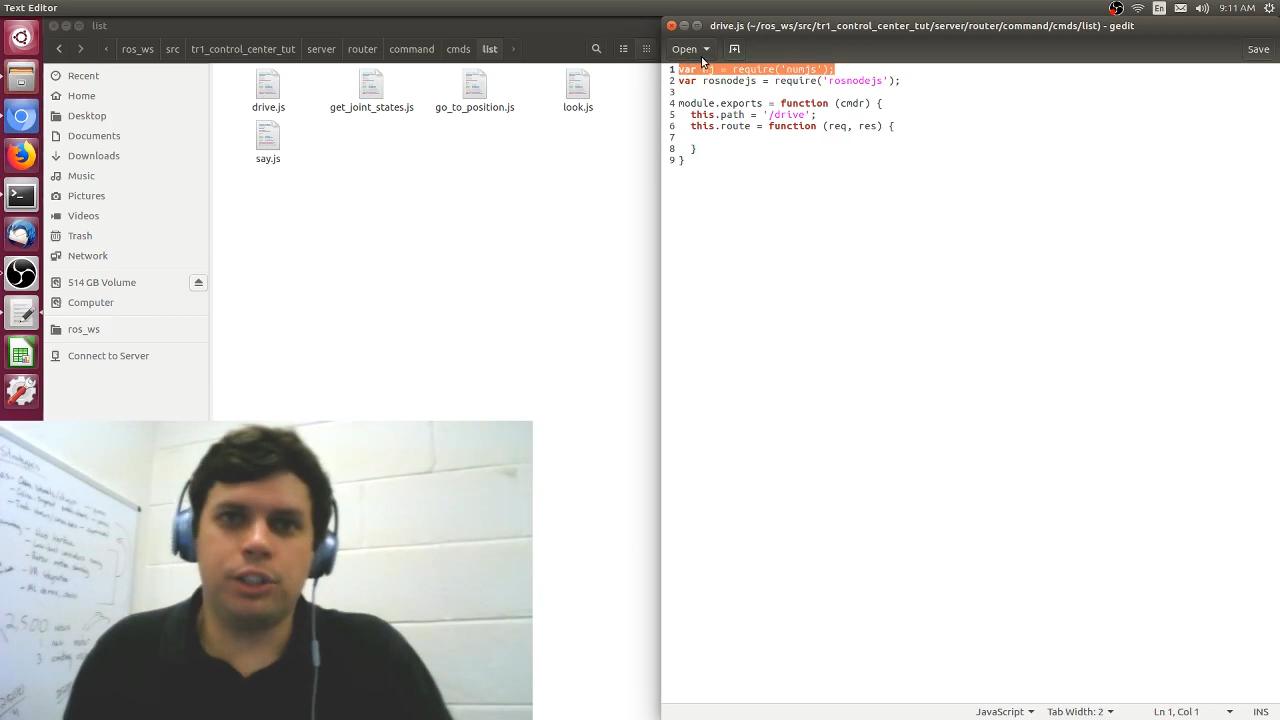 Text Editor
En
9:11 AM
list
drive.js (~/ros_ws/src/tr1_control_center_tut/server/router/command/cmds/list) - gedit
ros_ws
src
tr1_control_center_tut
server
router
command
cmds
list
Open
Save
Recent
Home
Desktop
Documents
Downloads
Music
Pictures
Videos
Trash
Network
514 GB Volume
Computer
ros_ws
Connect to Server
drive.js
get_joint_states.js
go_to_position.js
look.js
say.js
1 var nj = require('numjs');
2 var rosnodejs = require('rosnodejs');
3
4 module.exports = function (cmdr) {
5 this.path = '/drive';
6 this.route = function (req, res) {
7
8 }
9 }
Strategies
2,500
JavaScript
Tab Width: 2
Ln 1, Col 1
INS